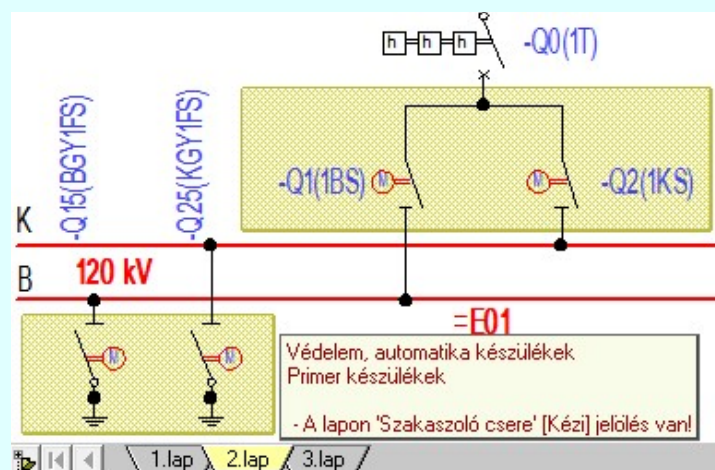 h h h -Q0(1T)
-Q15(BGY1FS)
-Q25(KGY1FS)
-Q1(1BS) M
M -Q2(1KS)
K
B 120 kV
=E01
M M
Védelem, automatika készülékek
Primer készülékek
- A lapon 'Szakaszoló csere' [Kézi] jelölés van!
1.lap 2.lap 3.lap